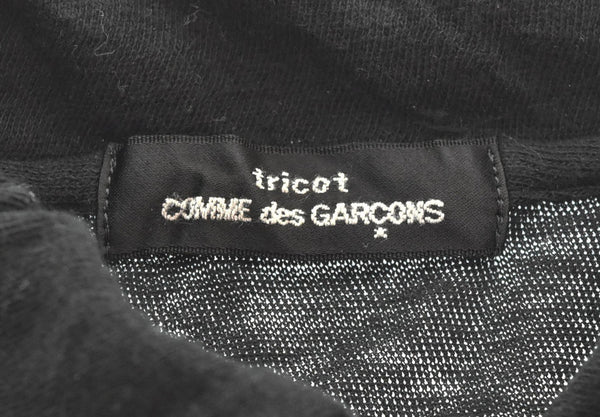 tricot
COMME des GARÇONS
*